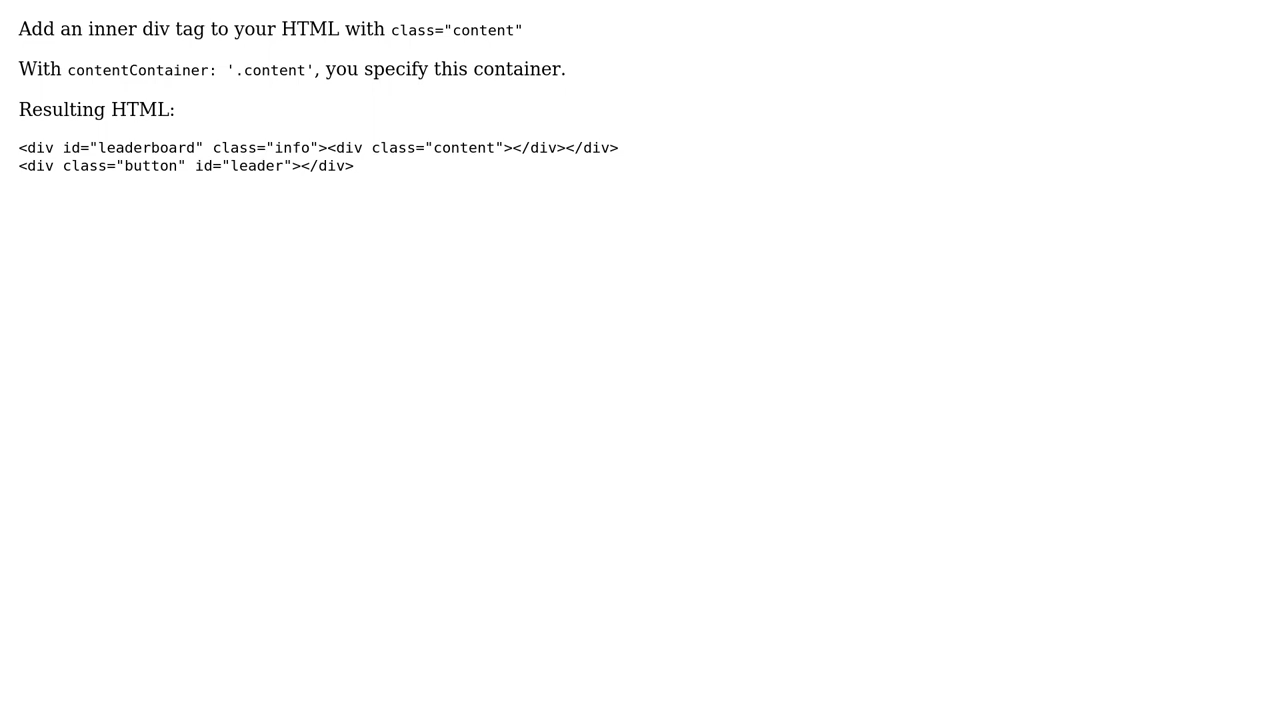 Add an inner div tag to your HTML with class="content"
With contentContainer: '.content', you specify this container.
Resulting HTML:
<div id="leaderboard" class="info"><div class="content"></div></div>
<div class="button" id="leader"></div>